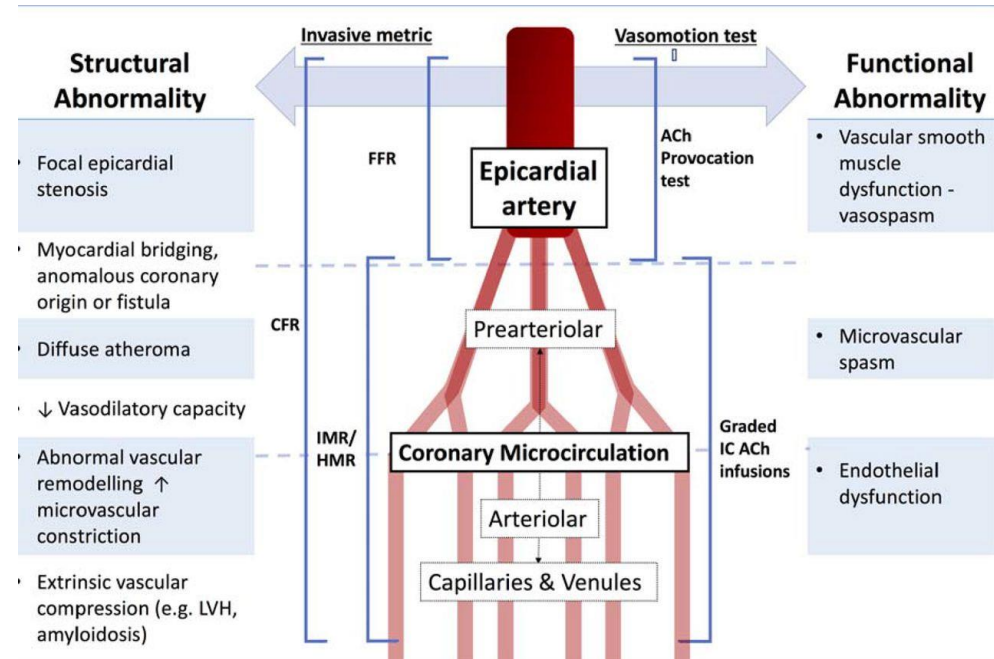 Invasive metric
Vasomotion test
Structural
Abnormality
• Focal epicardial
stenosis
• Myocardial bridging,
anomalous coronary
origin or fistula
• Diffuse atheroma
• ↓ Vasodilatory capacity
• Abnormal vascular
remodelling ↑
microvascular
constriction
• Extrinsic vascular
compression (e.g. LVH,
amyloidosis)
CFR
FFR
IMR/
HMR
Epicardial
artery
Prearteriolar
Coronary Microcirculation
Arteriolar
Capillaries & Venules
ACh
Provocation
test
Graded
IC ACh
infusions
Functional
Abnormality
• Vascular smooth
muscle
dysfunction -
vasospasm
• Microvascular
spasm
• Endothelial
dysfunction